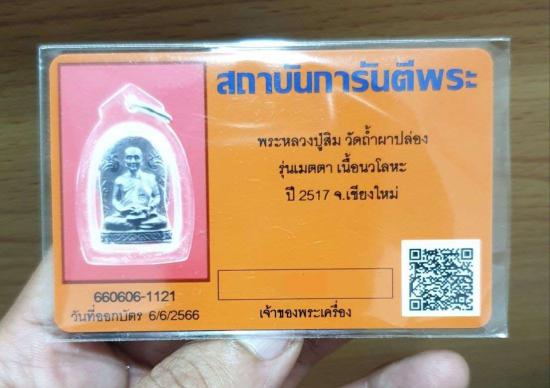 สถาบันการันตีพระ
พระหลวงปู่สิม วัดถ้ำผาปล่อง
รุ่นเมตตา เนื้อนวโลหะ
ปี 2517 จ.เชียงใหม่
660606-1121
วันที่ออกบัตร 6/6/2566
เจ้าของพระเครื่อง